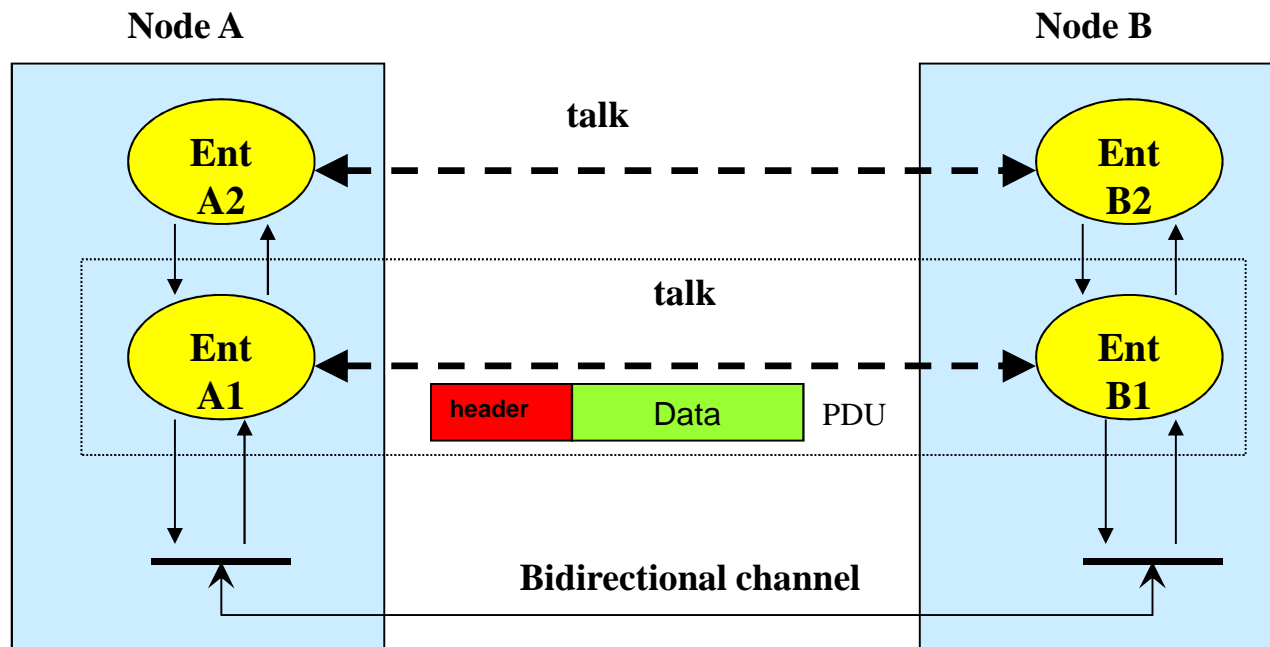 Node A
Node B
talk
Ent
A2
Ent
B2
talk
Ent
A1
Ent
B1
header
Data
PDU
Bidirectional channel